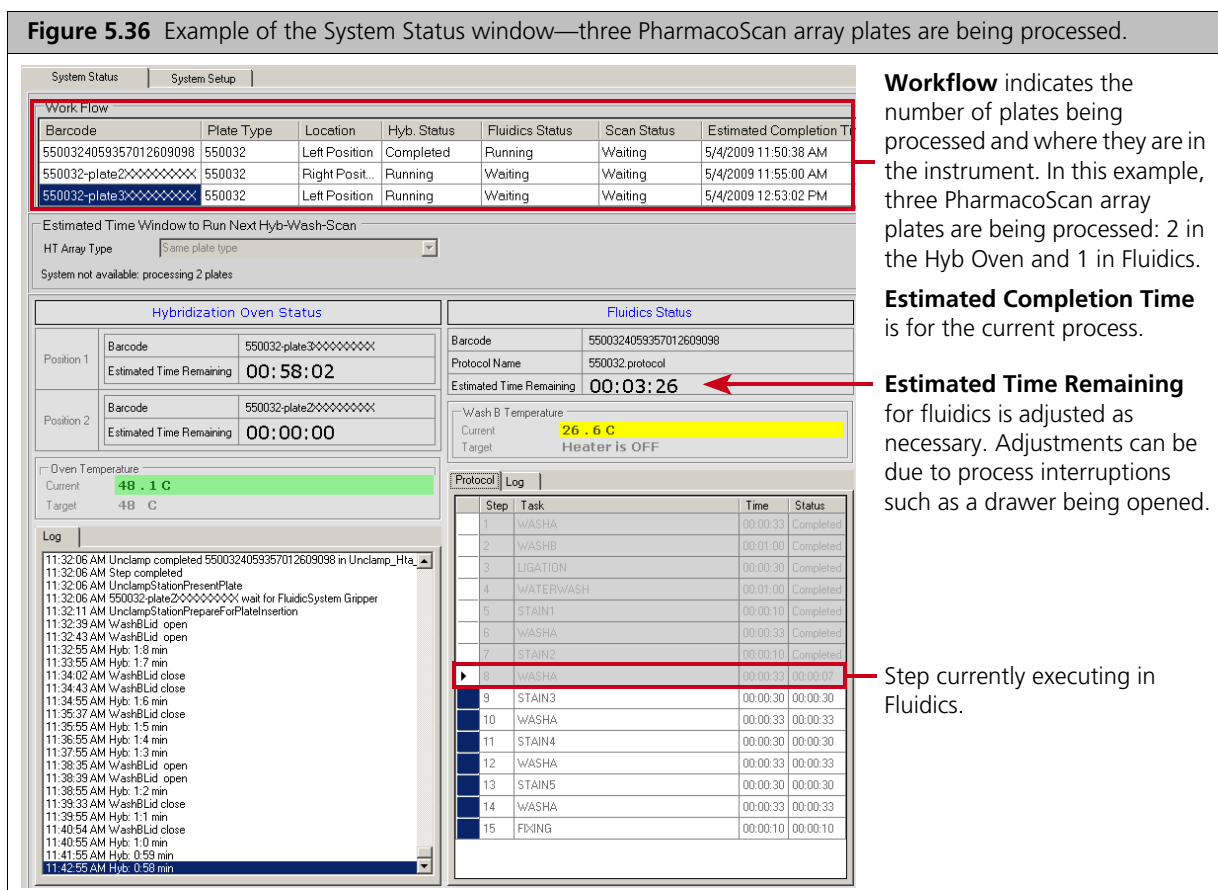 Figure 5.36 Example of the System Status window—three PharmacoScan array plates are being processed.
System Status System Setup
Work Flow
Barcode Plate Type Location Hyb. Status Fluidics Status Scan Status Estimated Completion Ti
5500324059357012609098 550032 Left Position Completed Running Waiting 5/4/2009 11:50:38 AM
550032-plate2XXXXXXXXX 550032 Right Posit... Running Waiting Waiting 5/4/2009 11:55:00 AM
550032-plate3XXXXXXXXX 550032 Left Position Running Waiting Waiting 5/4/2009 12:53:02 PM
Estimated Time Window to Run Next Hyb-Wash-Scan
HT Array Type Same plate type
System not available: processing 2 plates
Hybridization Oven Status
Position 1
Barcode 550032-plate3XXXXXXXXX
Estimated Time Remaining 00:58:02
Position 2
Barcode 550032-plate2XXXXXXXXX
Estimated Time Remaining 00:00:00
Oven Temperature
Current 48 . 1 C
Target 48 C
Log
11:32:06 AM Unclamp completed 5500324059357012609098 in Unclamp_Hta_
11:32:06 AM Step completed
11:32:06 AM UnclampStationPresentPlate
11:32:06 AM 550032-plate2XXXXXXXXX wait for FluidicSystem Gripper
11:32:11 AM UnclampStationPrepareForPlateInsertion
11:32:39 AM WashBLid open
11:32:43 AM WashBLid open
11:32:55 AM Hyb: 1:8 min
11:33:55 AM Hyb: 1:7 min
11:34:02 AM WashBLid close
11:34:43 AM WashBLid close
11:34:55 AM Hyb: 1:6 min
11:35:37 AM WashBLid close
11:35:55 AM Hyb: 1:5 min
11:36:55 AM Hyb: 1:4 min
11:37:55 AM Hyb: 1:3 min
11:38:35 AM WashBLid open
11:38:39 AM WashBLid open
11:38:55 AM Hyb: 1:2 min
11:39:33 AM WashBLid close
11:39:55 AM Hyb: 1:1 min
11:40:54 AM WashBLid close
11:40:55 AM Hyb: 1:0 min
11:41:55 AM Hyb: 0:59 min
11:42:55 AM Hyb: 0:58 min
Fluidics Status
Barcode 5500324059357012609098
Protocol Name 550032.protocol
Estimated Time Remaining 00:03:26
Wash B Temperature
Current 26 . 6 C
Target Heater is OFF
Protocol Log
Step Task Time Status
1 WASHA 00:00:33 Completed
2 WASHB 00:01:00 Completed
3 LIGATION 00:00:30 Completed
4 WATERWASH 00:01:00 Completed
5 STAIN1 00:00:10 Completed
6 WASHA 00:00:33 Completed
7 STAIN2 00:00:10 Completed
8 WASHA 00:00:33 00:00:07
9 STAIN3 00:00:30 00:00:30
10 WASHA 00:00:33 00:00:33
11 STAIN4 00:00:30 00:00:30
12 WASHA 00:00:33 00:00:33
13 STAIN5 00:00:30 00:00:30
14 WASHA 00:00:33 00:00:33
15 FIXING 00:00:10 00:00:10
Workflow indicates the
number of plates being
processed and where they are in
the instrument. In this example,
three PharmacoScan array
plates are being processed: 2 in
the Hyb Oven and 1 in Fluidics.
Estimated Completion Time
is for the current process.
Estimated Time Remaining
for fluidics is adjusted as
necessary. Adjustments can be
due to process interruptions
such as a drawer being opened.
Step currently executing in
Fluidics.